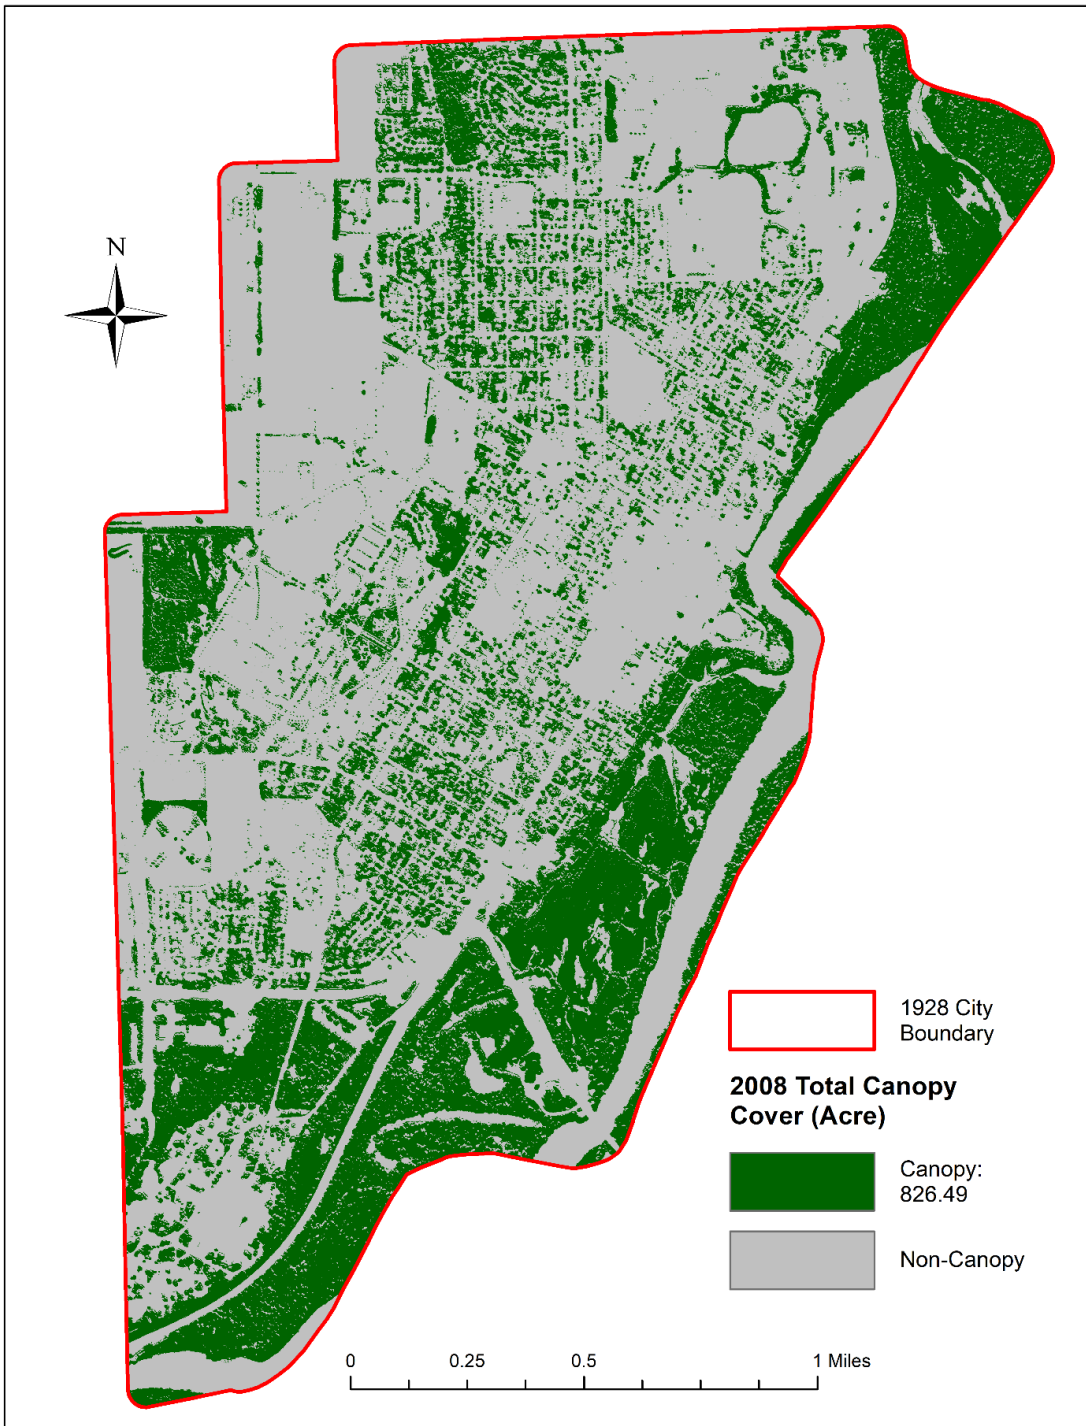 N
1928 City
Boundary
2008 Total Canopy
Cover (Acre)
Canopy:
826.49
Non-Canopy
0 0.25 0.5 1 Miles